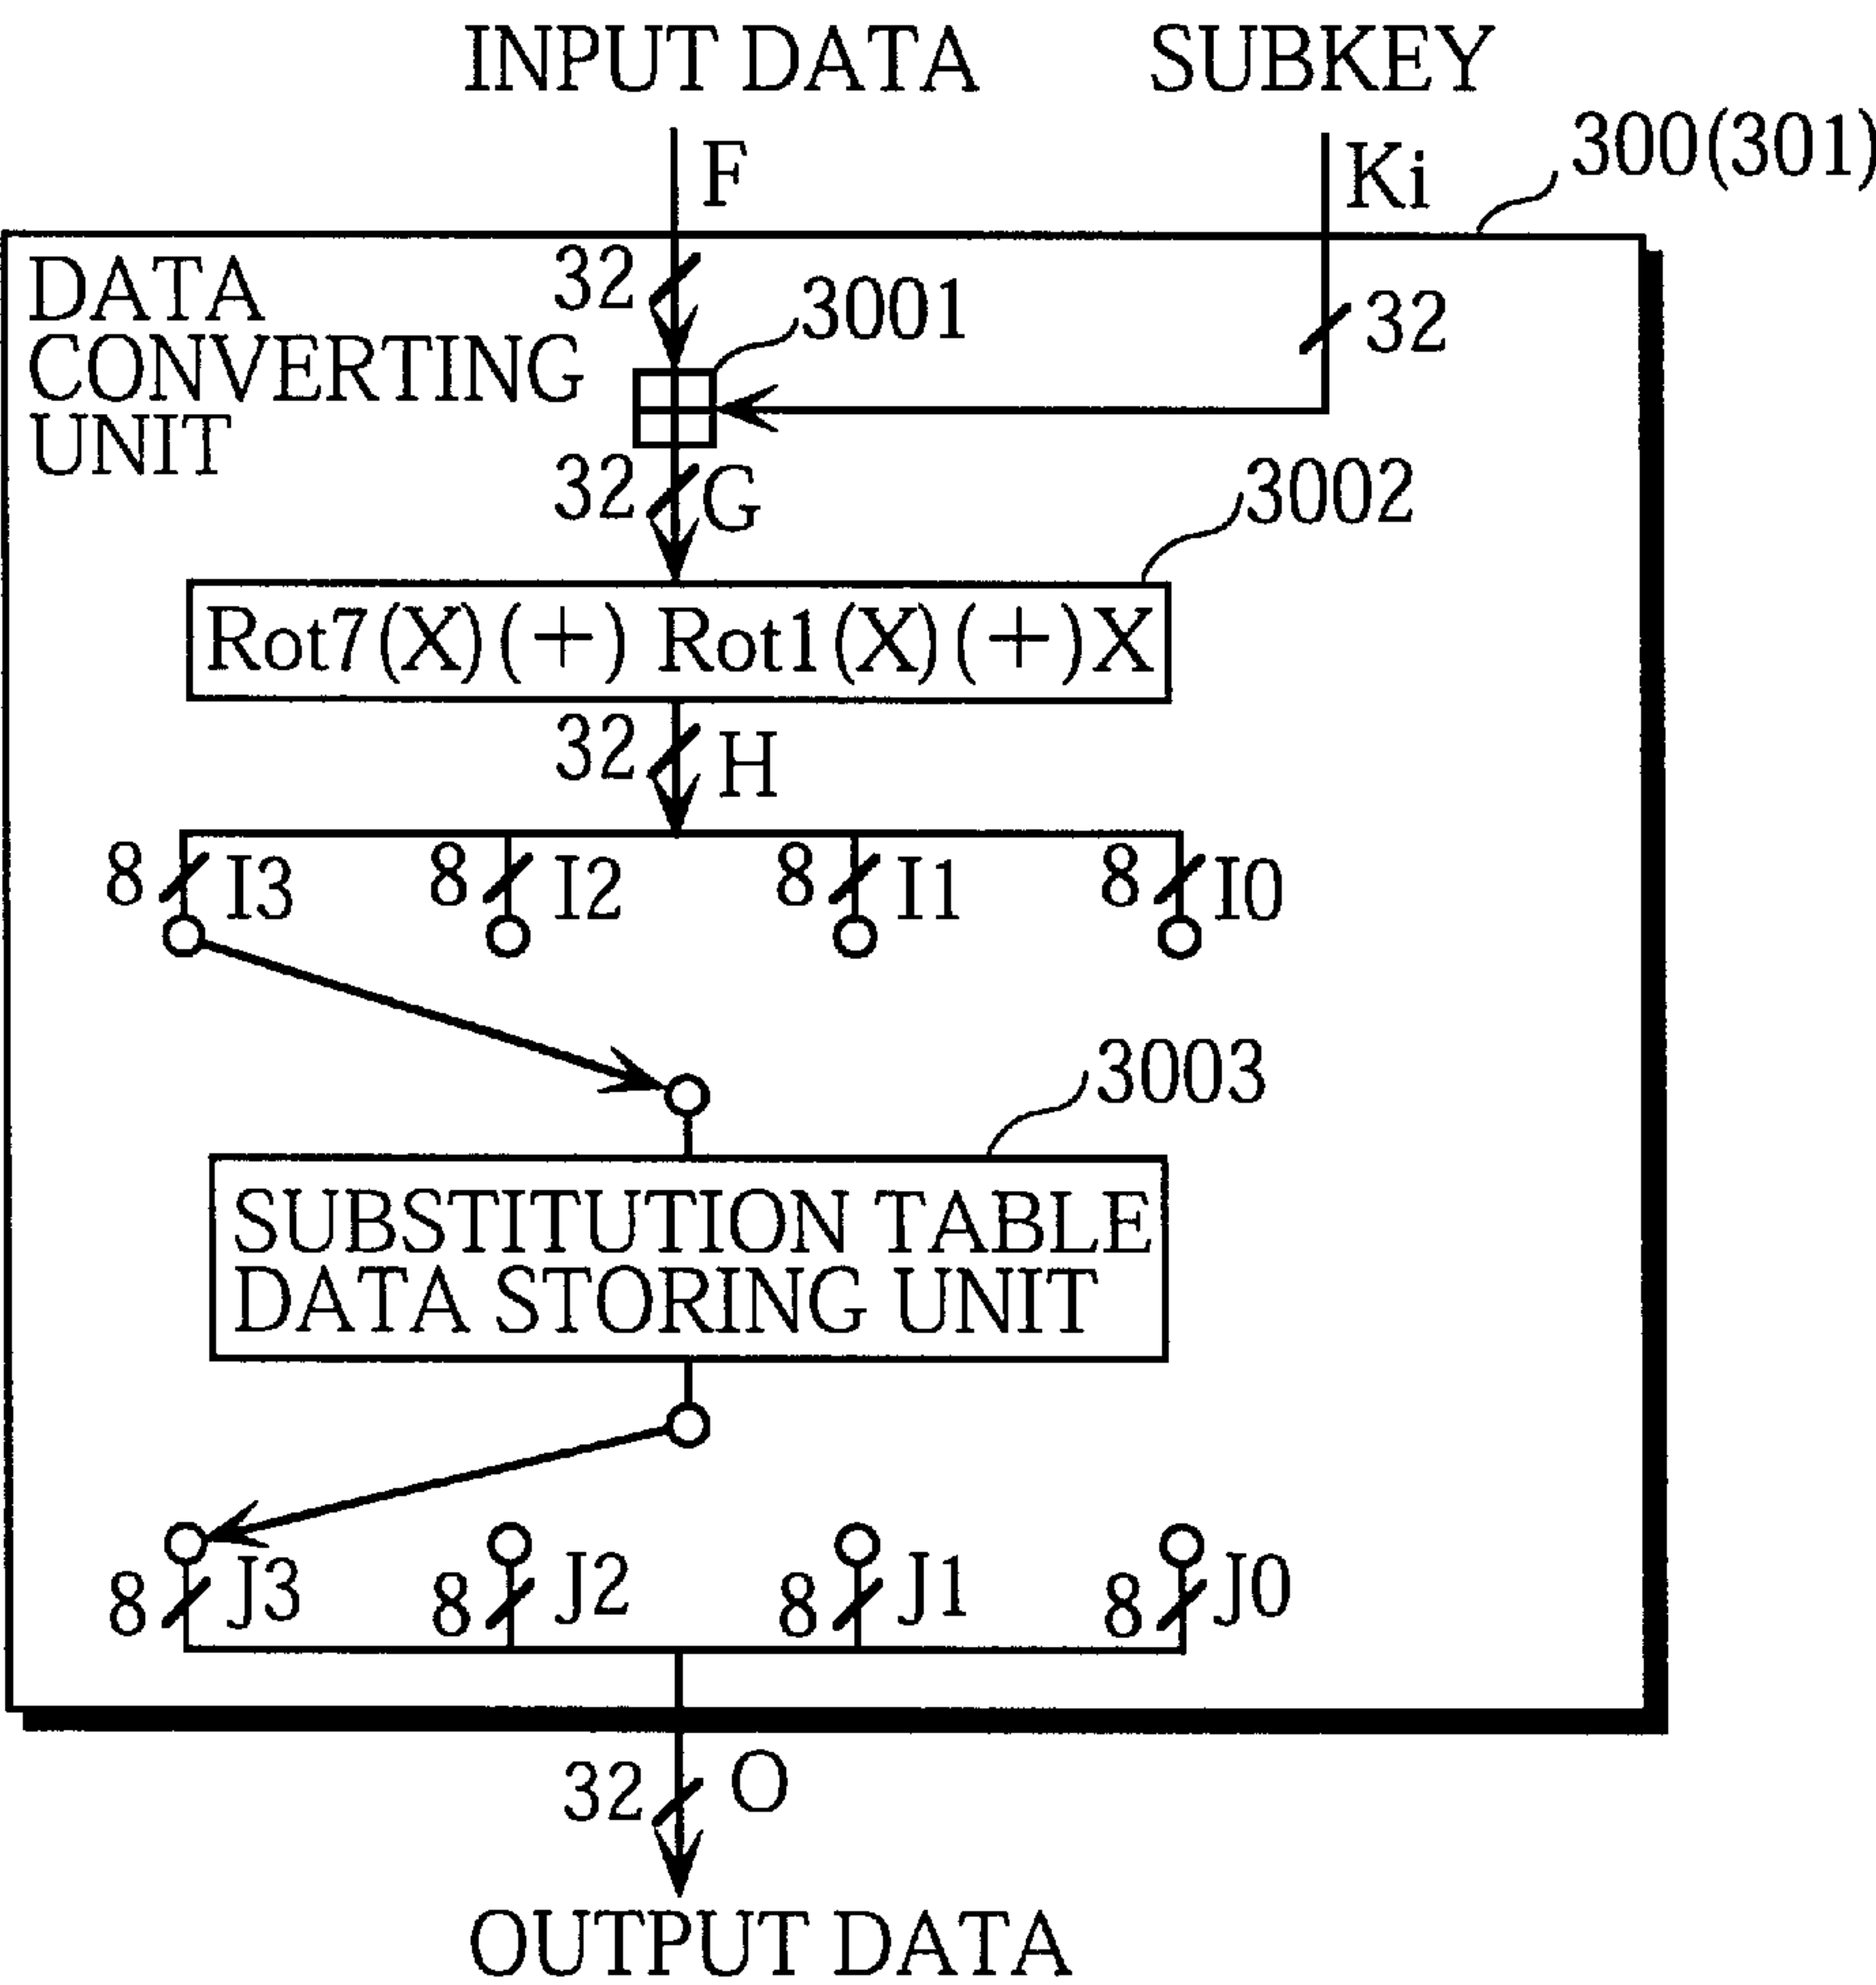 INPUT DATA SUBKEY
F Ki 300(301)
DATA
CONVERTING
UNIT
32 3001 32
32 G 3002
Rot7(X)(+) Rot1(X)(+)X
32 H
8 I3 8 I2 8 I1 8 I0
3003
SUBSTITUTION TABLE
DATA STORING UNIT
8 J3 8 J2 8 J1 8 J0
32 O
OUTPUT DATA